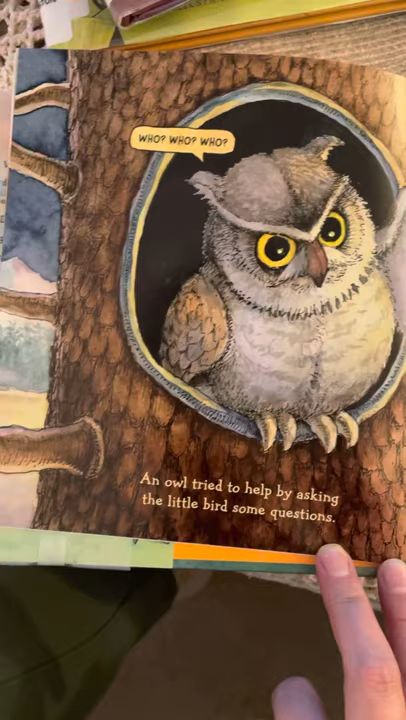 WHO? WHO? WHO?
An owl tried to help by asking
the little bird some questions.